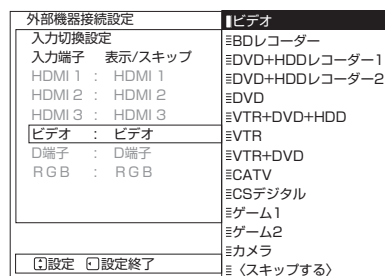 外部機器接続設定
入力切換設定
入力端子 表示/スキップ
HDMI 1 : HDMI 1
HDMI 2 : HDMI 2
HDMI 3 : HDMI 3
ビデオ : ビデオ
D端子 : D端子
RGB : RGB
設定 設定終了
ビデオ
BDレコーダー
DVD+HDDレコーダー1
DVD+HDDレコーダー2
DVD
VTR+DVD+HDD
VTR
VTR+DVD
CATV
CSデジタル
ゲーム1
ゲーム2
カメラ
〈スキップする〉